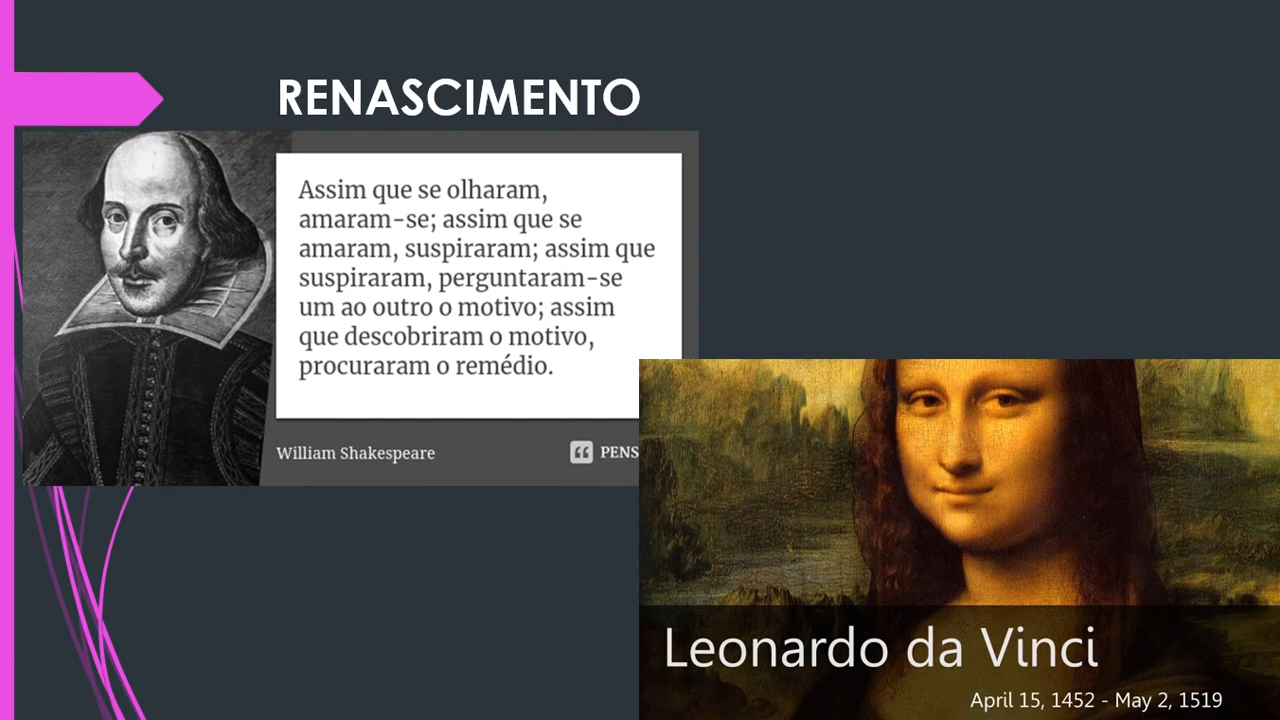 RENASCIMENTO
Assim que se olharam,
amaram-se; assim que se
amaram, suspiraram; assim que
suspiraram, perguntaram-se
um ao outro o motivo; assim
que descobriram o motivo,
procuraram o remédio.
William Shakespeare
PENS
Leonardo da Vinci
April 15, 1452 - May 2, 1519